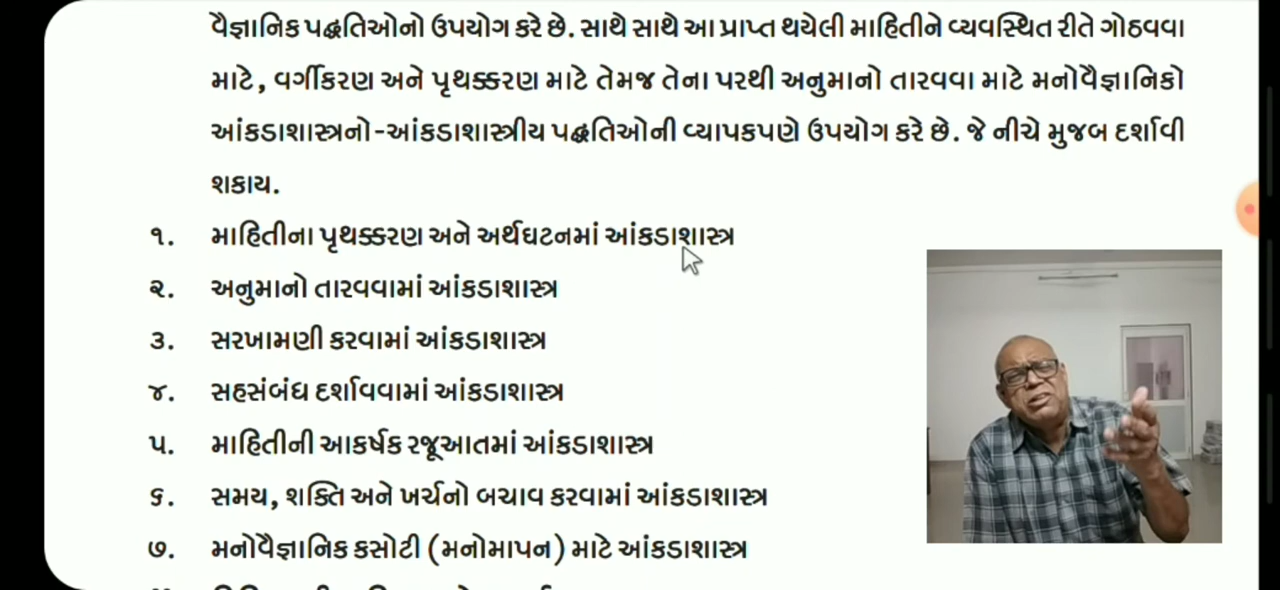 વૈજ્ઞાનિક પદ્ધતિઓનો ઉપયોગ કરે છે. સાથે સાથે આ પ્રાપ્ત થયેલી માહિતીને વ્યવસ્થિત રીતે ગોઠવવા
માટે, વર્ગીકરણ અને પૃથક્કરણ માટે તેમજ તેના પરથી અનુમાનો તારવવા માટે મનોવૈજ્ઞાનિકો
આંકડાશાસ્ત્રનો-આંકડાશાસ્ત્રીય પદ્ધતિઓની વ્યાપકપણે ઉપયોગ કરે છે. જે નીચે મુજબ દર્શાવી
શકાય.
૧. માહિતીના પૃથક્કરણ અને અર્થઘટનમાં આંકડાશાસ્ત્ર
૨. અનુમાનો તારવવામાં આંકડાશાસ્ત્ર
૩. સરખામણી કરવામાં આંકડાશાસ્ત્ર
૪. સહસંબંધ દર્શાવવામાં આંકડાશાસ્ત્ર
૫. માહિતીની આકર્ષક રજૂઆતમાં આંકડાશાસ્ત્ર
૬. સમય, શક્તિ અને ખર્ચનો બચાવ કરવામાં આંકડાશાસ્ત્ર
૭. મનોવૈજ્ઞાનિક કસોટી (મનોમાપન) માટે આંકડાશાસ્ત્ર